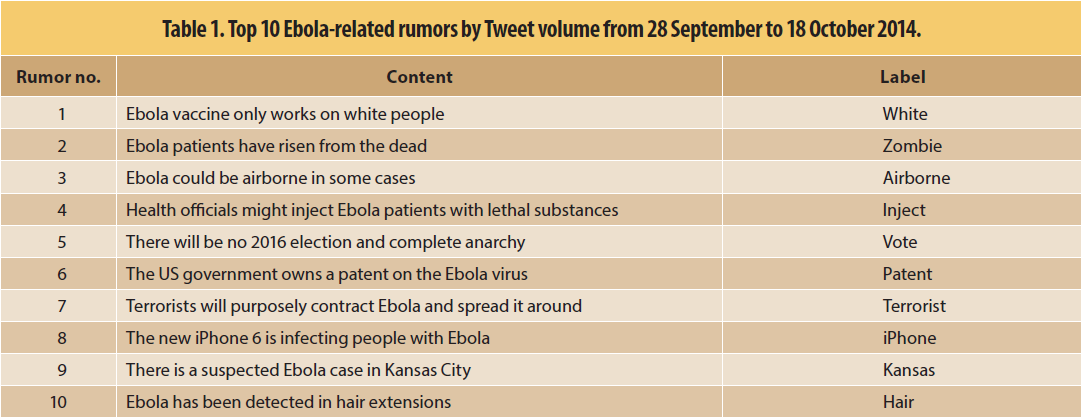 Table 1. Top 10 Ebola-related rumors by Tweet volume from 28 September to 18 October 2014.
Rumor no. Content Label
1 Ebola vaccine only works on white people White
2 Ebola patients have risen from the dead Zombie
3 Ebola could be airborne in some cases Airborne
4 Health officials might inject Ebola patients with lethal substances Inject
5 There will be no 2016 election and complete anarchy Vote
6 The US government owns a patent on the Ebola virus Patent
7 Terrorists will purposely contract Ebola and spread it around Terrorist
8 The new iPhone 6 is infecting people with Ebola iPhone
9 There is a suspected Ebola case in Kansas City Kansas
10 Ebola has been detected in hair extensions Hair